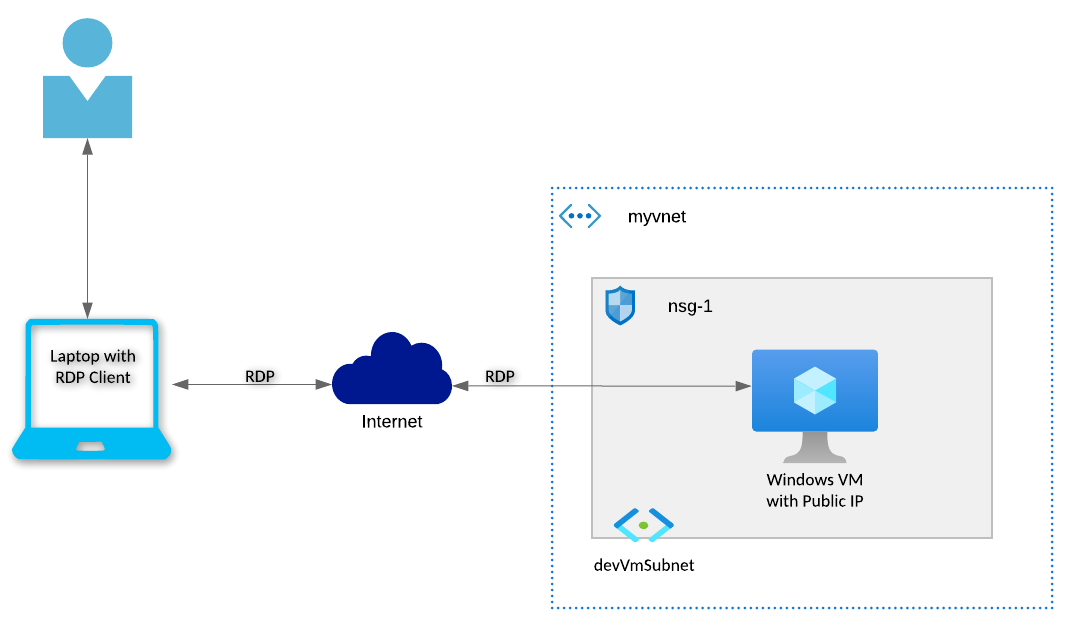 myvnet
nsg-1
Laptop with
RDP Client
RDP
RDP
Internet
Windows VM
with Public IP
devVmSubnet